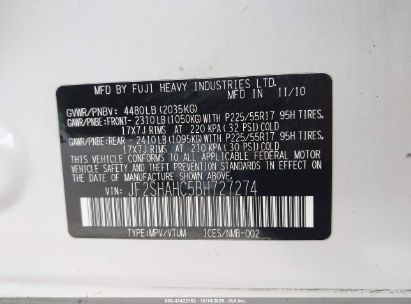 MFD BY FUJI HEAVY INDUSTRIES LTD.
MFD IN 11/10
GVWR/PNBV: 4480LB (2035KG)
GAWR/PNBE:FRONT- 2310LB(1050KG)WITH P225/55R17 95H TIRES,
17x7J RIMS AT 220 KPA (32 PSI) COLD
GAWR/PNBE:REAR - 2410LB(1095KG)WITH P225/55R17 95H TIRES,
17x7J RIMS AT 210 KPA (30 PSI) COLD
THIS VEHICLE CONFORMS TO ALL APPLICABLE FEDERAL
MOTOR VEHICLE SAFETY, BUMPER AND THEFT PREVENTION
STANDARDS IN EFFECT ON THE DATE OF MANUFACTURE SHOWN
ABOVE.
VIN: JF2SHAHC5BH727274
TYPE:MPV/VTUM ICES/NMB-002